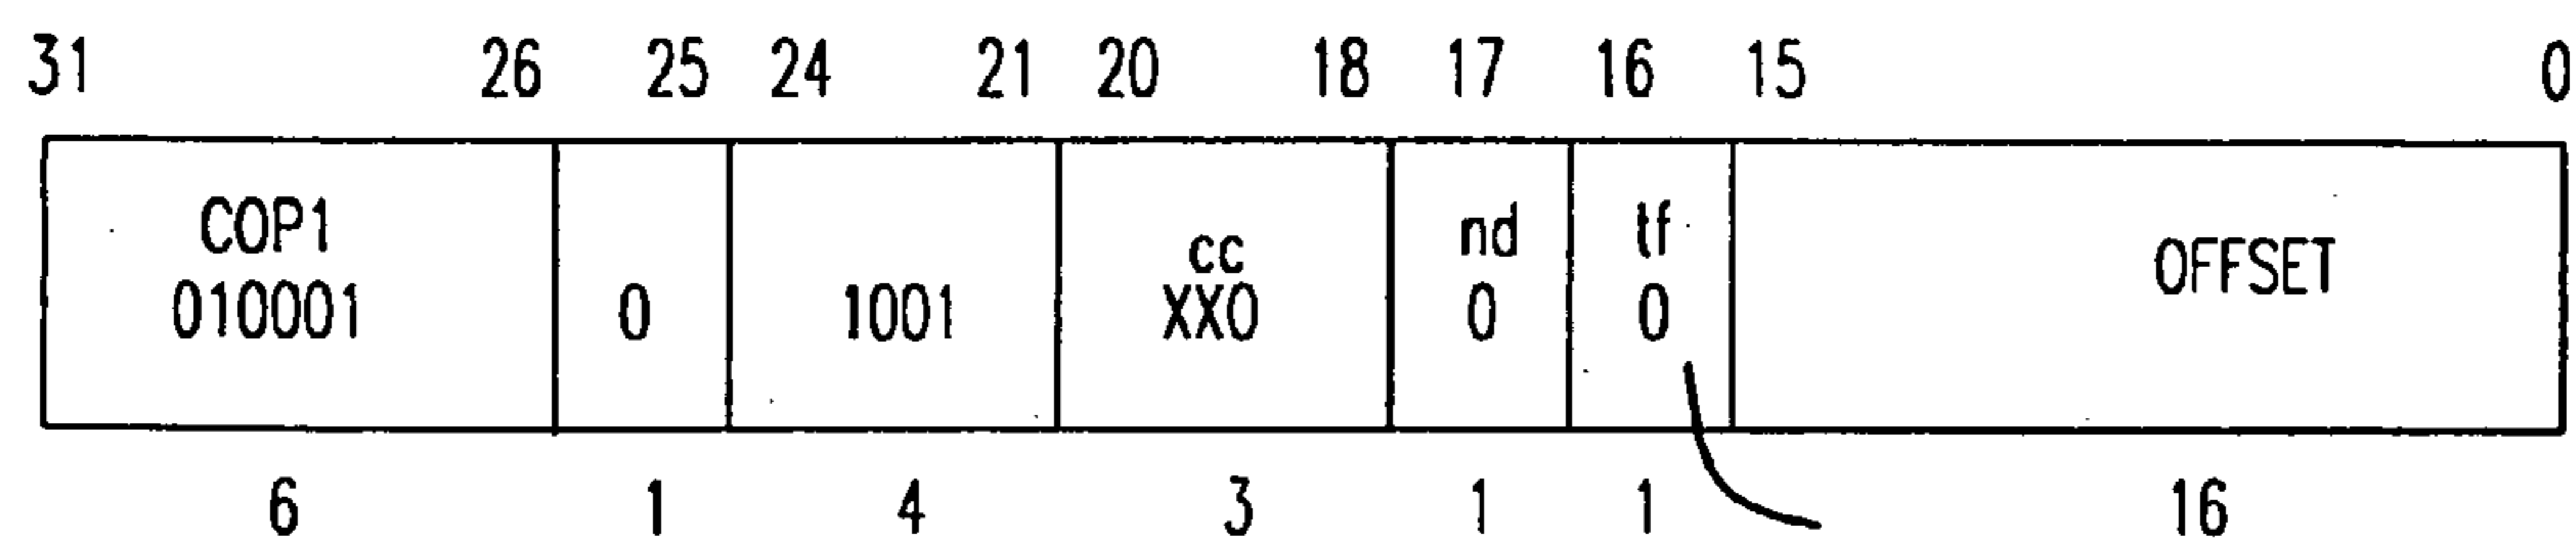 31 26 25 24 21 20 18 17 16 15 0
COP1 nd tf
cc OFFSET
010001 0 1001 XX0 0 0
6 1 4 3 1 1 16